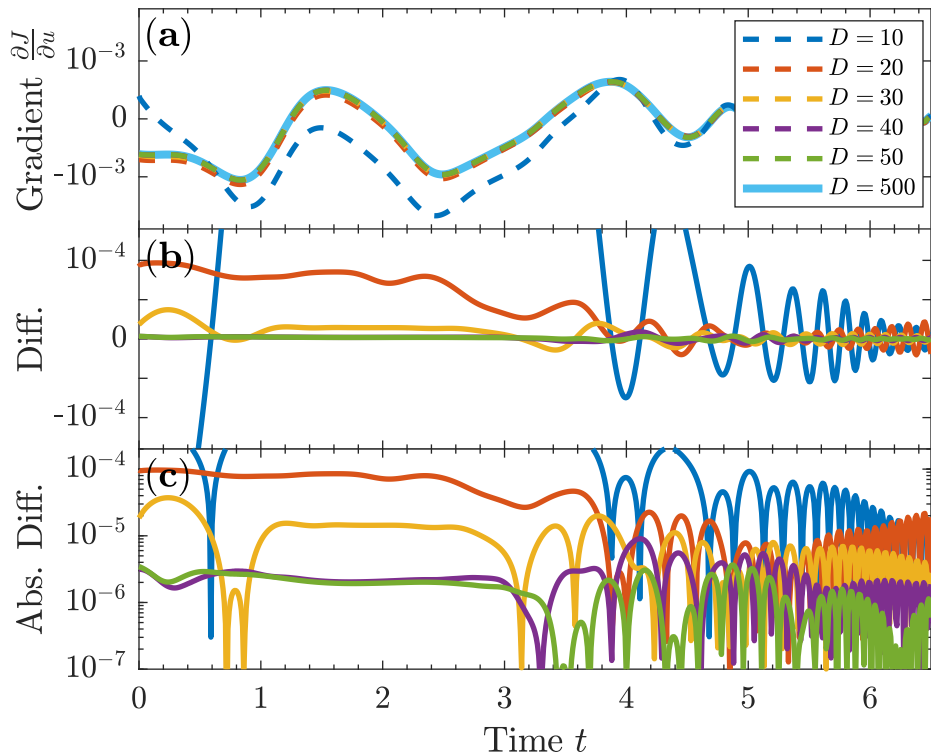 (a)
Gradient ∂J/∂u
10⁻³
0
-10⁻³
D = 10
D = 20
D = 30
D = 40
D = 50
D = 500
(b)
Diff.
10⁻⁴
0
-10⁻⁴
(c)
Abs. Diff.
10⁻⁴
10⁻⁵
10⁻⁶
10⁻⁷
0 1 2 3 4 5 6
Time t